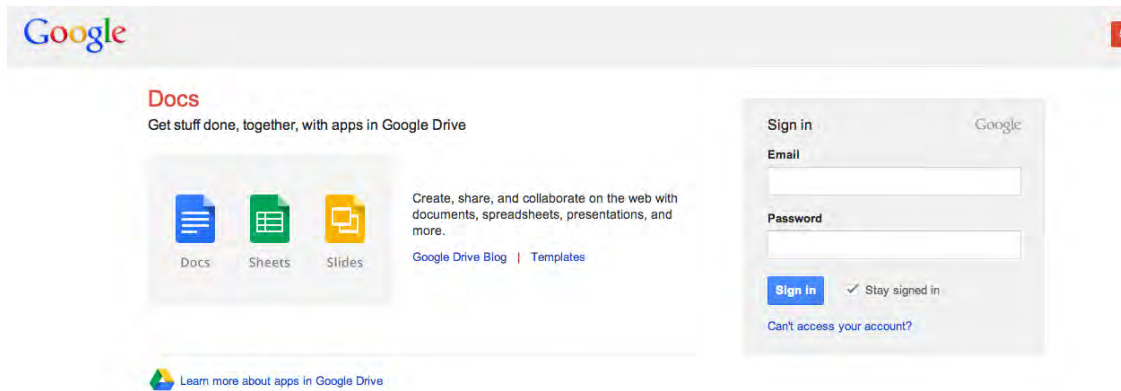 Google
Docs
Get stuff done, together, with apps in Google Drive
Docs
Sheets
Slides
Create, share, and collaborate on the web with
documents, spreadsheets, presentations, and
more.
Google Drive Blog | Templates
Learn more about apps in Google Drive
Sign in
Google
Email
Password
Sign in
Stay signed in
Can't access your account?